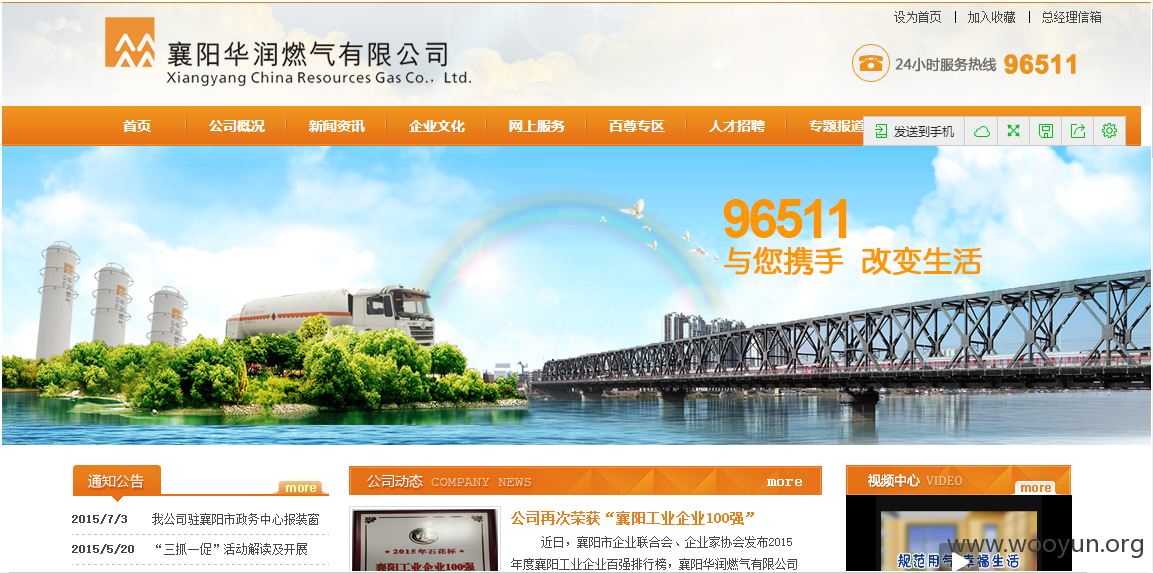 设为首页 | 加入收藏 | 总经理信箱
襄阳华润燃气有限公司
Xiangyang China Resources Gas Co., Ltd.
24小时服务热线 96511
首页 公司概况 新闻资讯 企业文化 网上服务 百尊专区 人才招聘 专题报道
发送到手机
96511
与您携手 改变生活
通知公告
more
公司动态 COMPANY NEWS more
视频中心 VIDEO
more
2015/7/3 我公司驻襄阳市政务中心报装窗
2015/5/20 “三抓一促”活动解读及开展
★2015年石花杯★
襄阳工业企业100强
公司再次荣获“襄阳工业企业100强”
近日，襄阳市企业联合会、企业家协会发布2015
年度襄阳工业企业百强排行榜，襄阳华润燃气有限公司
规范用气 幸福生活
www.wooyun.org